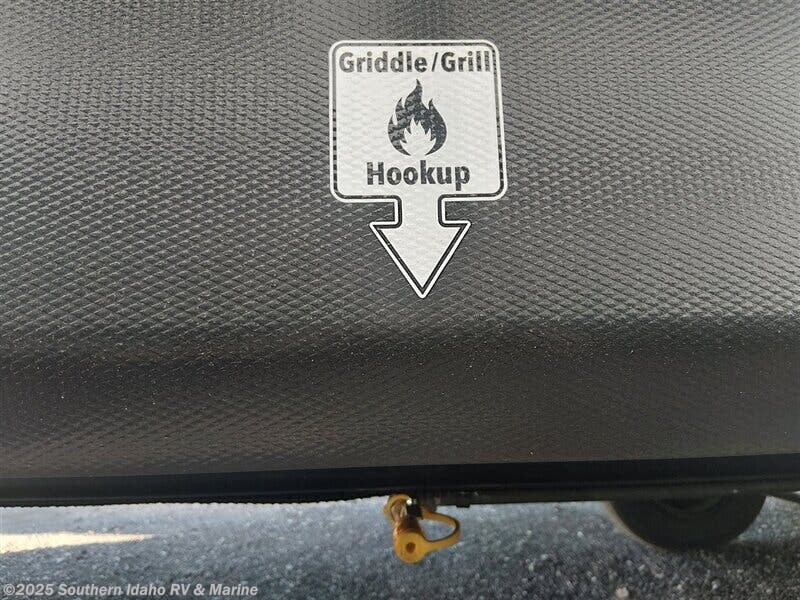 Griddle/Grill
Hookup
©2025 Southern Idaho RV & Marine